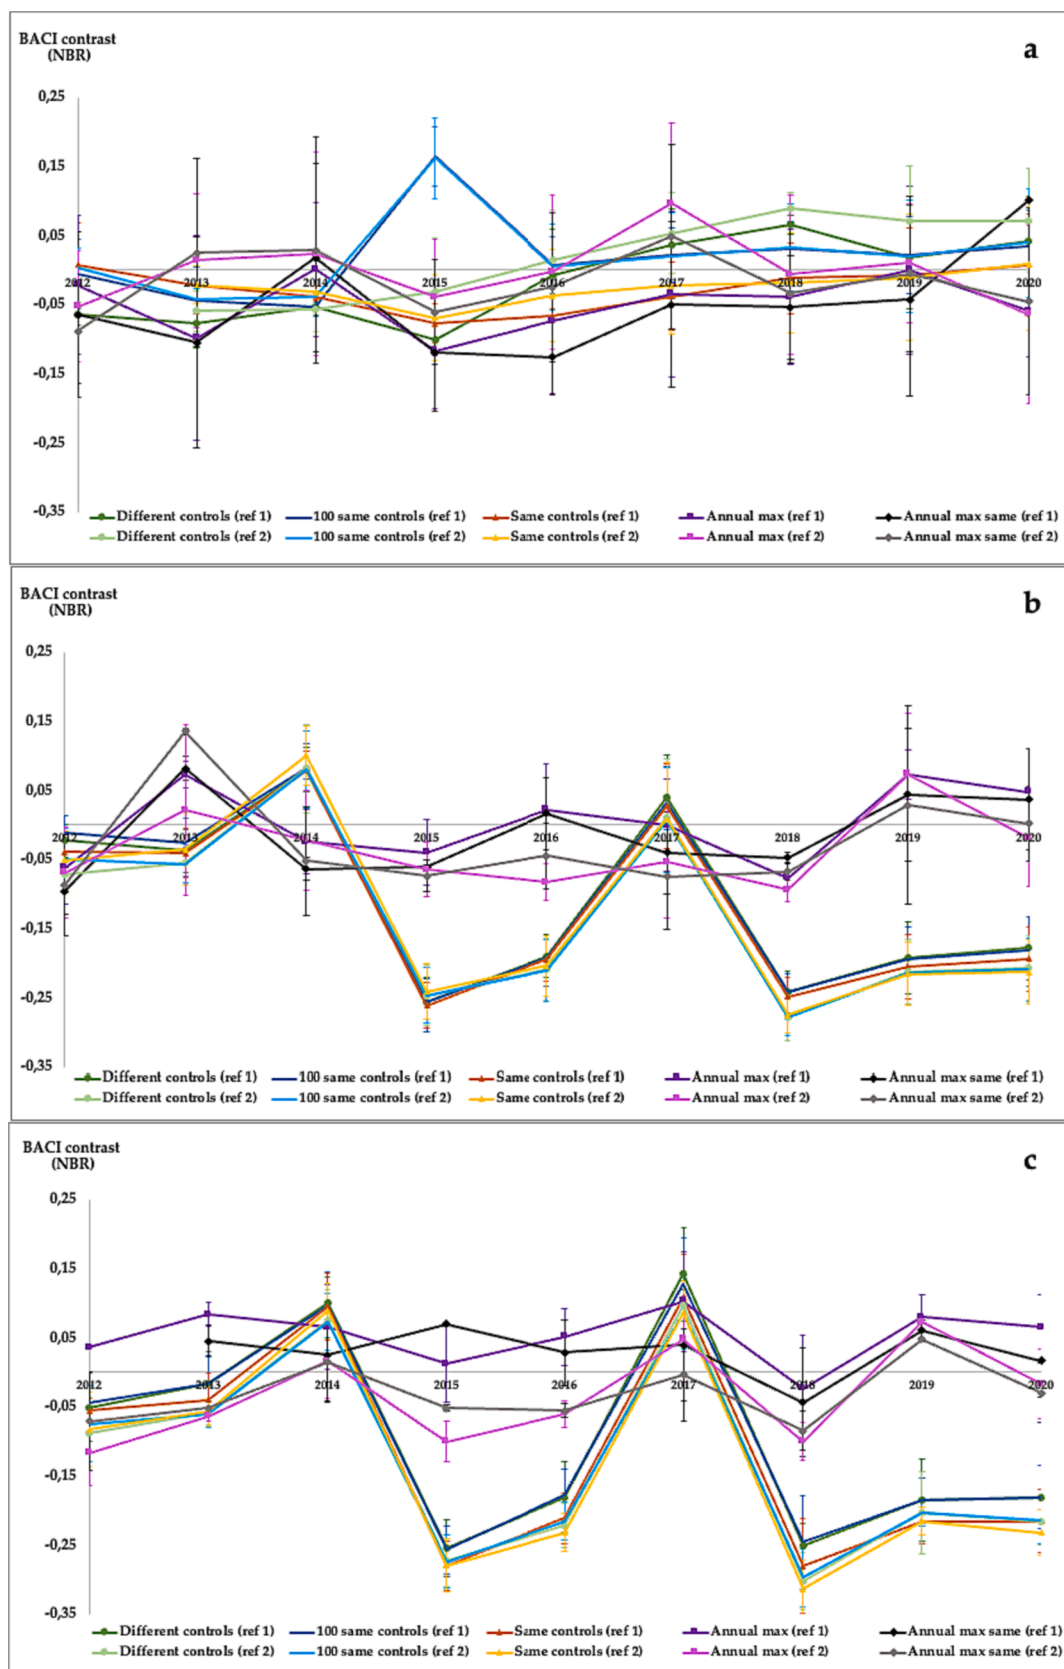 BACI contrast
(NBR)
a
0,25
0,15
0,05
2012 2013 2014 2015 2016 2017 2018 2019 2020
-0,05
-0,15
-0,25
-0,35
Different controls (ref 1) 100 same controls (ref 1) Same controls (ref 1) Annual max (ref 1) Annual max same (ref 1)
Different controls (ref 2) 100 same controls (ref 2) Same controls (ref 2) Annual max (ref 2) Annual max same (ref 2)
BACI contrast
(NBR)
b
0,25
0,15
0,05
2012 2013 2014 2015 2016 2017 2018 2019 2020
-0,05
-0,15
-0,25
-0,35
Different controls (ref 1) 100 same controls (ref 1) Same controls (ref 1) Annual max (ref 1) Annual max same (ref 1)
Different controls (ref 2) 100 same controls (ref 2) Same controls (ref 2) Annual max (ref 2) Annual max same (ref 2)
BACI contrast
(NBR)
c
0,25
0,15
0,05
2012 2013 2014 2015 2016 2017 2018 2019 2020
-0,05
-0,15
-0,25
-0,35
Different controls (ref 1) 100 same controls (ref 1) Same controls (ref 1) Annual max (ref 1) Annual max same (ref 1)
Different controls (ref 2) 100 same controls (ref 2) Same controls (ref 2) Annual max (ref 2) Annual max same (ref 2)